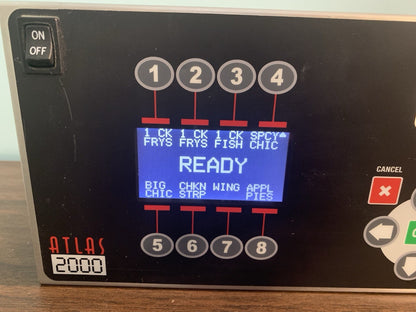 ON
OFF
1 2 3 4
1 CK 1 CK 1 CK SPCY
FRYS FRYS FISH CHIC
READY
BIG CHKN WING APPL
CHIC STRP PIES
CANCEL
5 6 7 8
ATLAS
2000